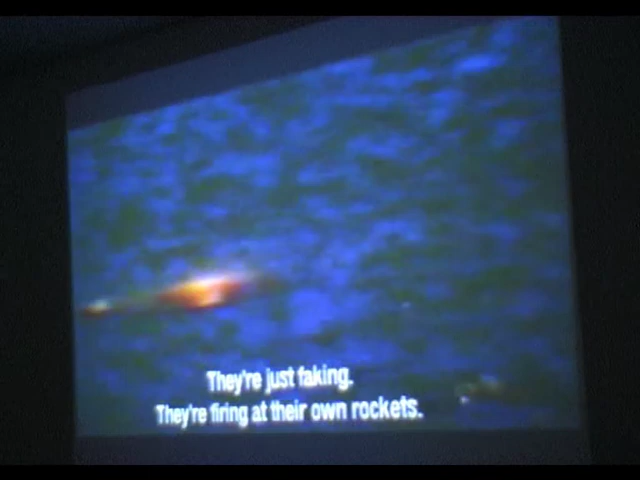 They're just faking.
They're firing at their own rockets.